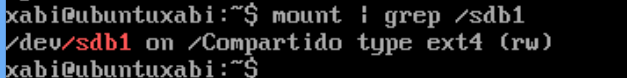 xabi@ubuntuxabi:~$ mount | grep /sdb1
/dev/sdb1 on /Compartido type ext4 (rw)
xabi@ubuntuxabi:~$